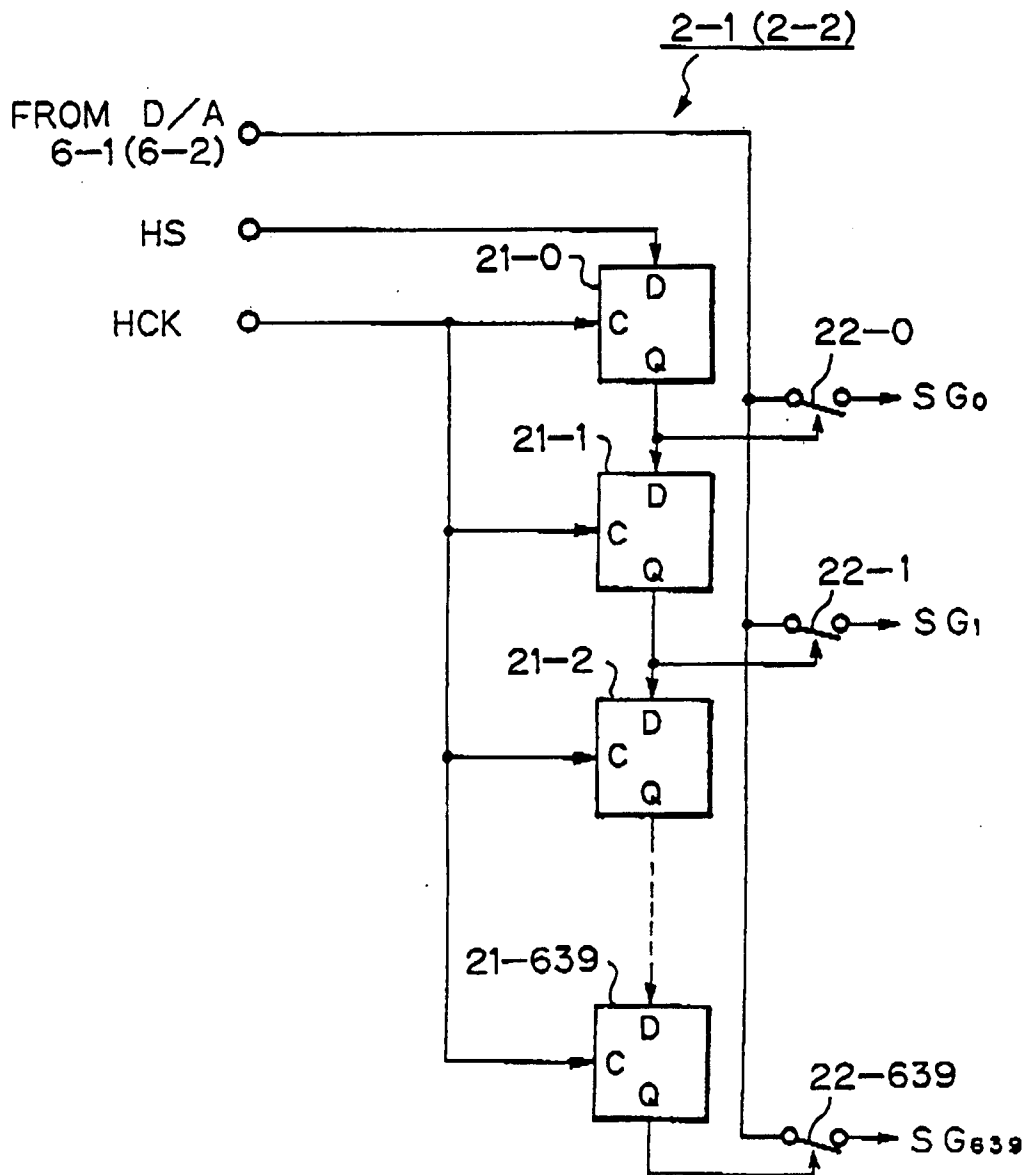 2-1 (2-2)
FROM D/A
6-1 (6-2)
HS
21-0
D
HCK
C
22-0
Q
SG0
21-1
D
C
Q
22-1
SG1
21-2
D
C
Q
21-639
D
C
Q
22-639
SG639